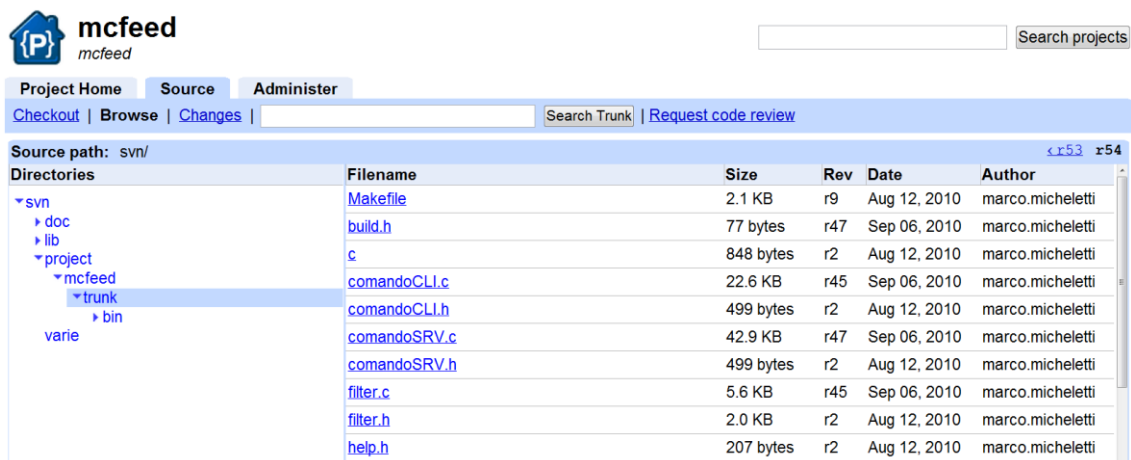 mcfeed
mcfeed
Search projects
Project Home Source Administer
Checkout | Browse | Changes | Search Trunk | Request code review
Source path: svn/ ‹r53 r54
Directories Filename Size Rev Date Author
svn Makefile 2.1 KB r9 Aug 12, 2010 marco.micheletti
doc build.h 77 bytes r47 Sep 06, 2010 marco.micheletti
lib c 848 bytes r2 Aug 12, 2010 marco.micheletti
project comandoCLI.c 22.6 KB r45 Sep 06, 2010 marco.micheletti
mcfeed comandoCLI.h 499 bytes r2 Aug 12, 2010 marco.micheletti
trunk comandoSRV.c 42.9 KB r47 Sep 06, 2010 marco.micheletti
bin comandoSRV.h 499 bytes r2 Aug 12, 2010 marco.micheletti
varie filter.c 5.6 KB r45 Sep 06, 2010 marco.micheletti
filter.h 2.0 KB r2 Aug 12, 2010 marco.micheletti
help.h 207 bytes r2 Aug 12, 2010 marco.micheletti
{P}